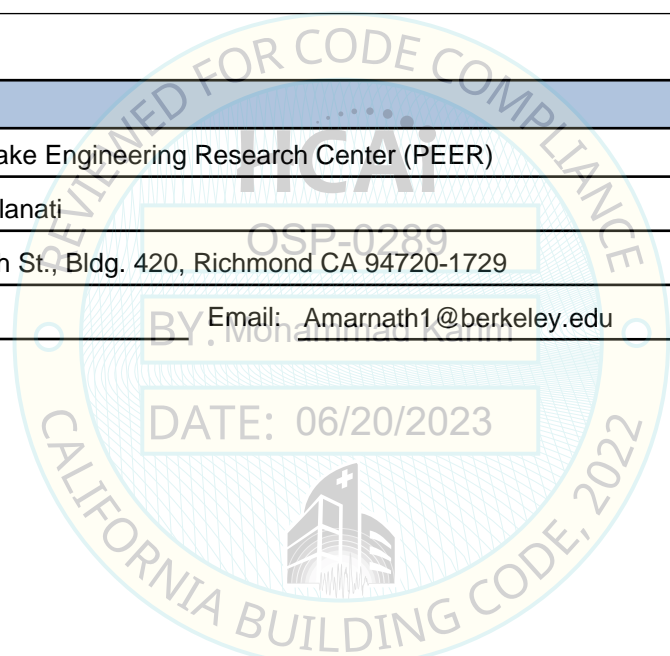 REVIEWED FOR CODE COMPLIANCE
HCAi
ake Engineering Research Center (PEER)
lanati
OSP-0289
h St., Bldg. 420, Richmond CA 94720-1729
Email: Amarnath1@berkeley.edu
BY: Mohammad Karim
DATE: 06/20/2023
CALIFORNIA BUILDING CODE, 2022